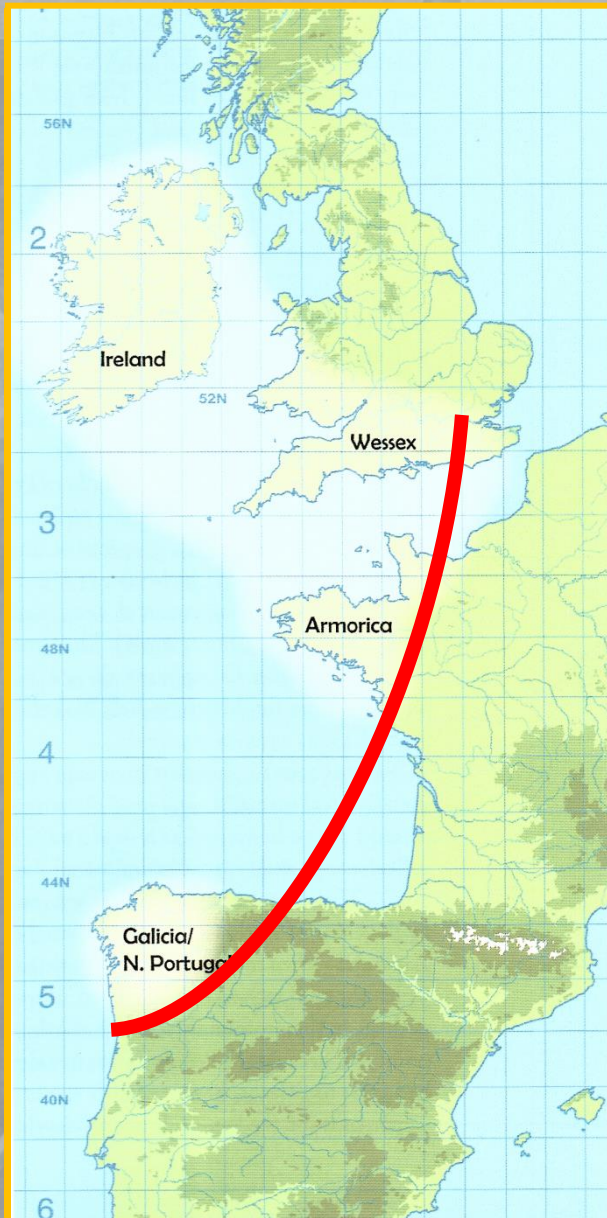 56N
2
Ireland
52N
Wessex
3
Armorica
48N
4
44N
Galicia/
N. Portugal
5
40N
6